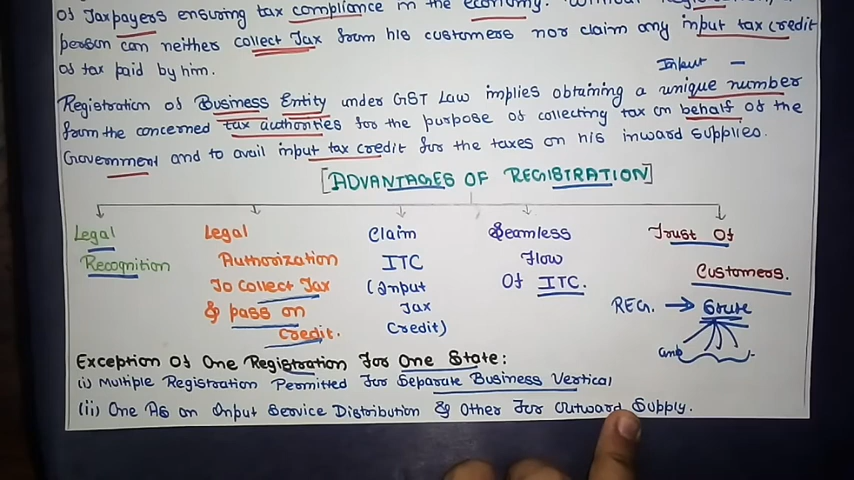 of Taxpayers ensuring tax compliance in the economy. Without
person can neither collect Tax from his customers nor claim any input tax credit
of tax paid by him.
Input –
Registration of Business Entity under GST Law implies obtaining a unique number
from the concerned tax authorities for the purpose of collecting tax on behalf of the
Government and to avail input tax credit for the taxes on his inward supplies.
[ADVANTAGES OF REGISTRATION]
Legal
Recognition
Legal
Authorization
To collect Tax
& pass on
credit.
Claim
ITC
(Input
Tax
Credit)
Seamless
Flow
Of ITC.
Trust Of
Customers.
REG. → State
Exception Of One Registration For One State:
(i) Multiple Registration Permitted For Separate Business Vertical
(ii) One As an Input Service Distribution & Other For Outward Supply.